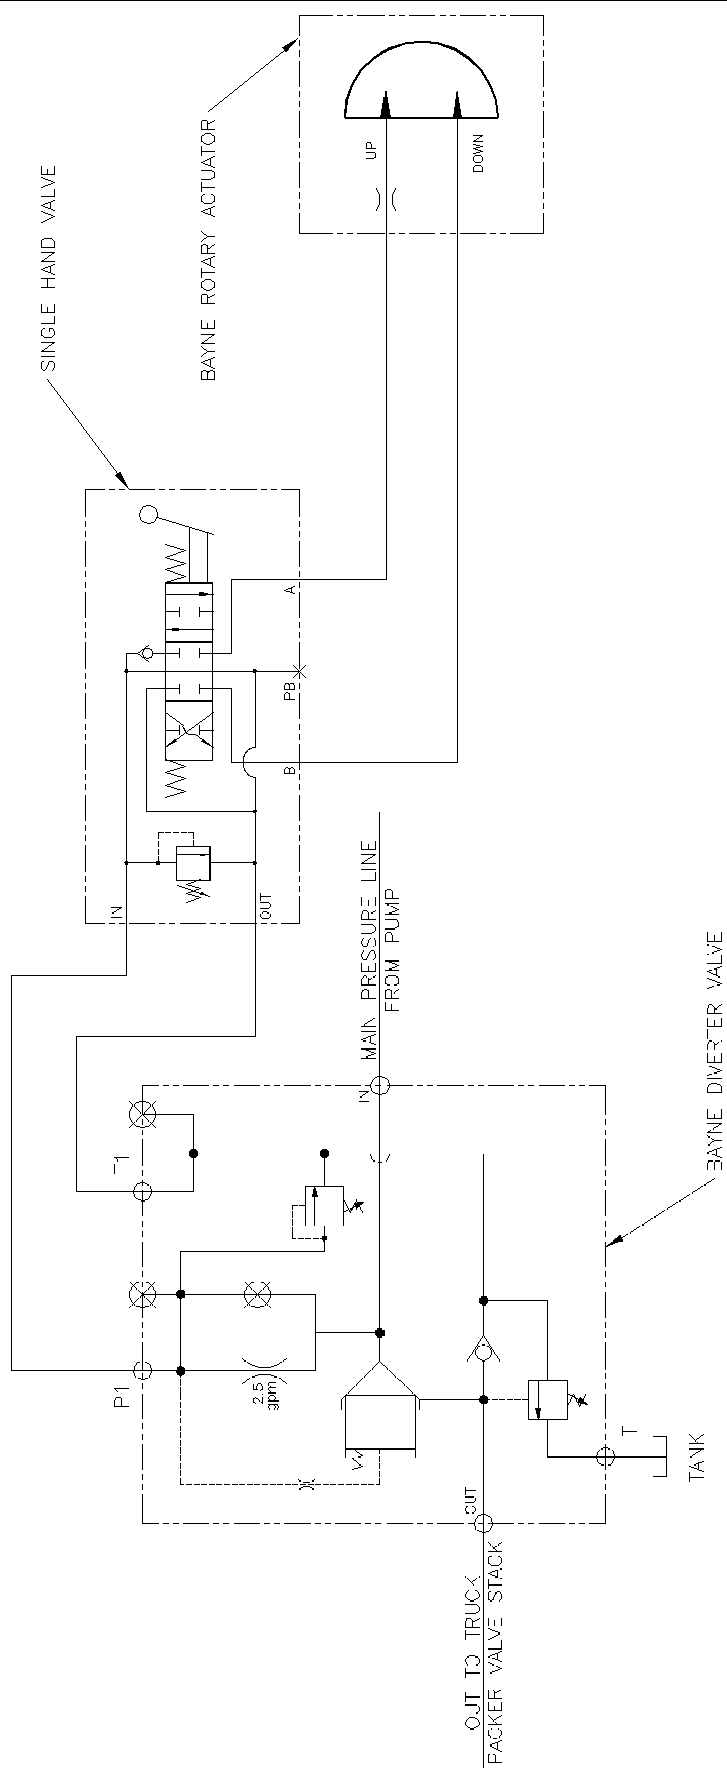 SINGLE HAND VALVE
BAYNE ROTARY ACTUATOR
UP
DOWN
A
PB
B
IN
OUT
MAIN PRESSURE LINE
FROM PUMP
IN
T1
P1
2.5
gpm
BAYNE DIVERTER VALVE
T
TANK
OUT
OUT TO TRUCK
PACKER VALVE STACK